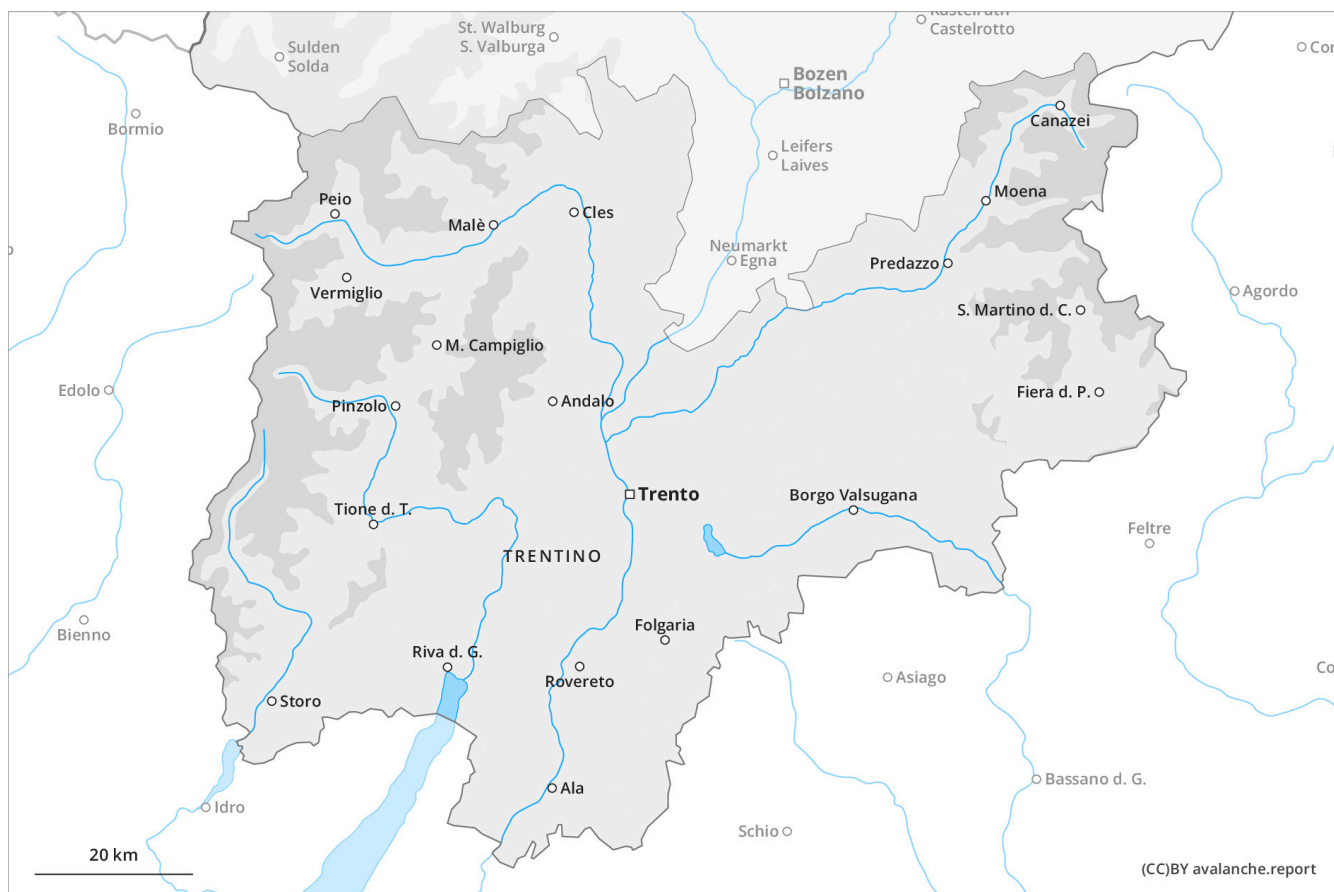 Kastelruth
Castelrotto
St. Walburg
S. Valburga
Sulden
Solda
Bozen
Bolzano
Bormio
Canazei
Leifers
Laives
Moena
Peio
Malè
Cles
Neumarkt
Egna
Predazzo
Vermiglio
Agordo
S. Martino d. C.
M. Campiglio
Edolo
Pinzolo
Andalo
Fiera d. P.
Trento
Borgo Valsugana
Tione d. T.
Feltre
TRENTINO
Bienno
Folgaria
Riva d. G.
Rovereto
Asiago
Storo
Bassano d. G.
Ala
Idro
Schio
20 km
(CC)BY avalanche.report